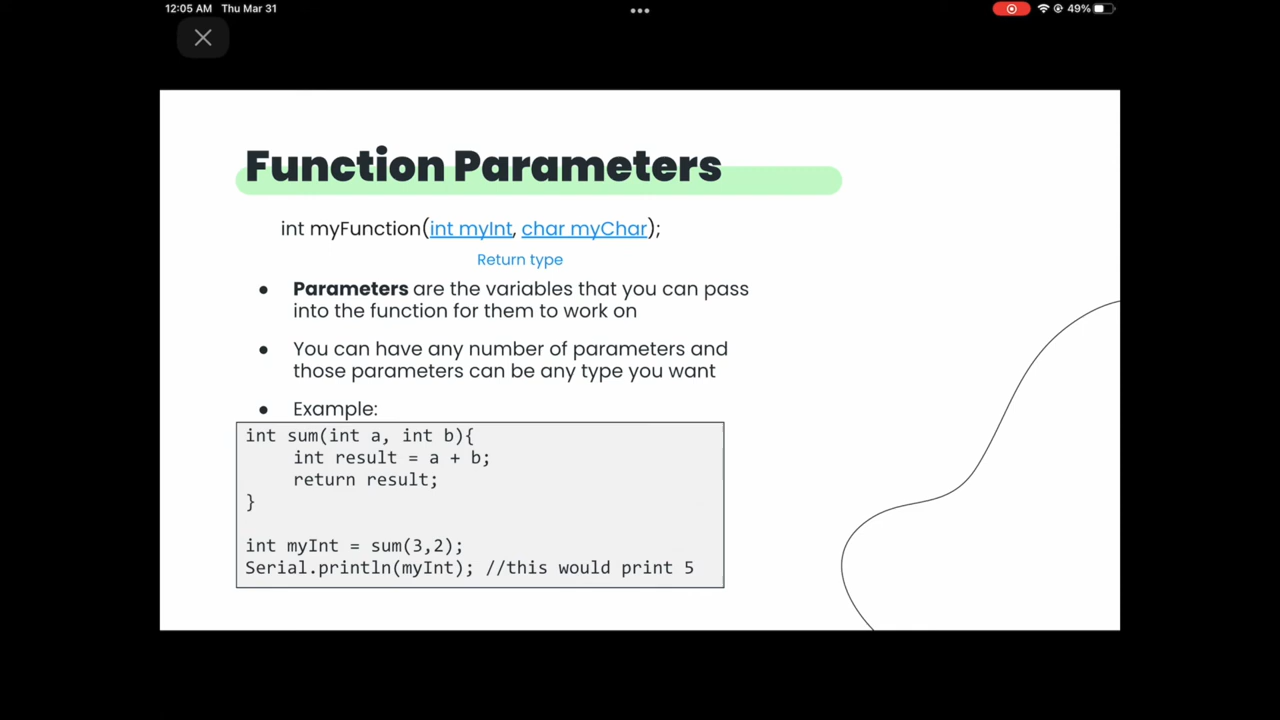 12:05 AM Thu Mar 31
49%
Function Parameters
int myFunction(int myInt, char myChar);
Return type
● Parameters are the variables that you can pass
into the function for them to work on
● You can have any number of parameters and
those parameters can be any type you want
● Example:
int sum(int a, int b){
    int result = a + b;
    return result;
}
int myInt = sum(3,2);
Serial.println(myInt); //this would print 5